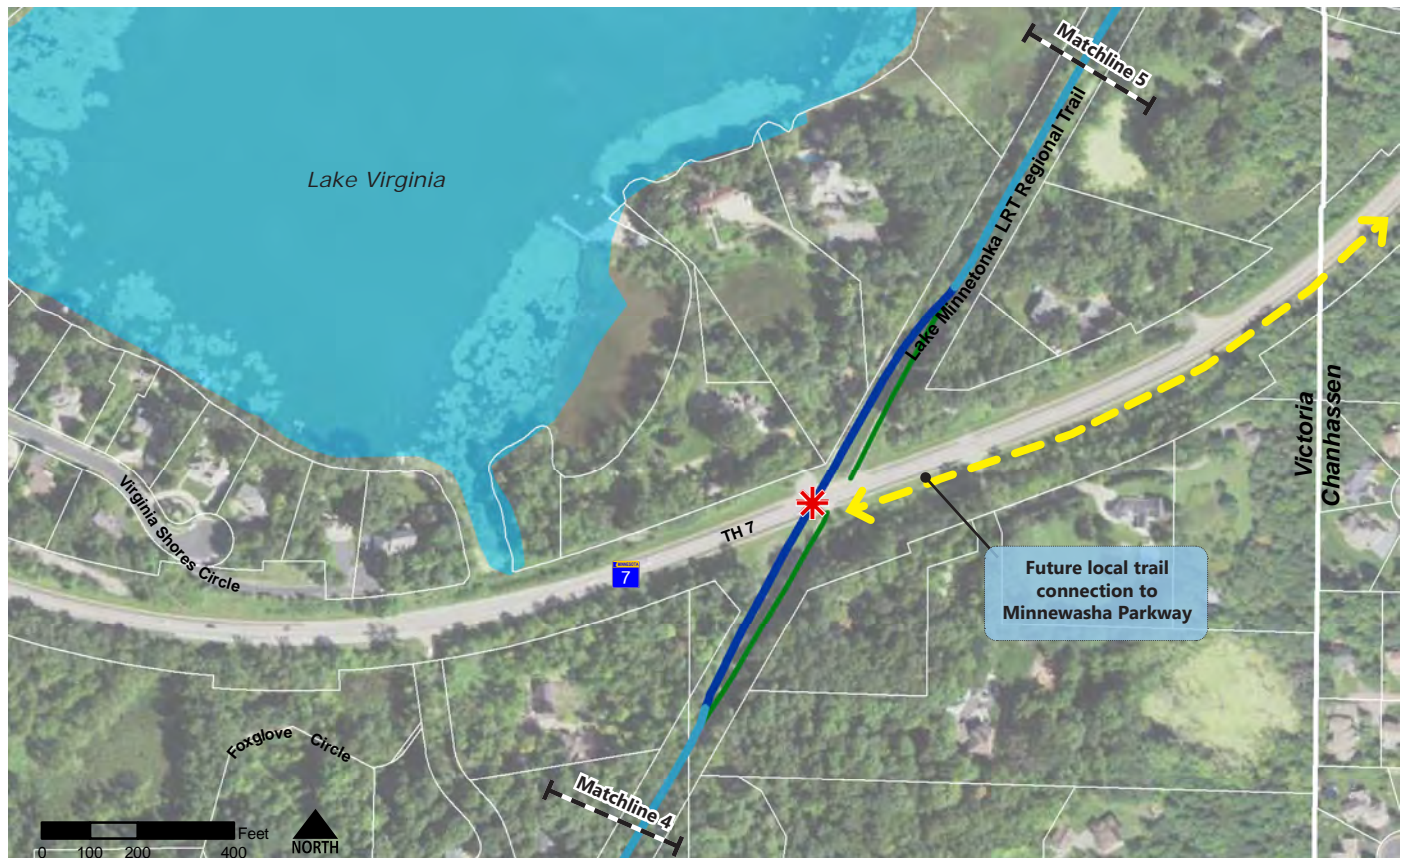 Matchline 5
Lake Minnetonka LRT Regional Trail
Lake Virginia
Victoria
Chanhassen
Virginia Shores Circle
TH 7
MINNESOTA
7
Future local trail
connection to
Minnewasha Parkway
Foxglove Circle
Matchline 4
Feet
0 100 200 400
NORTH